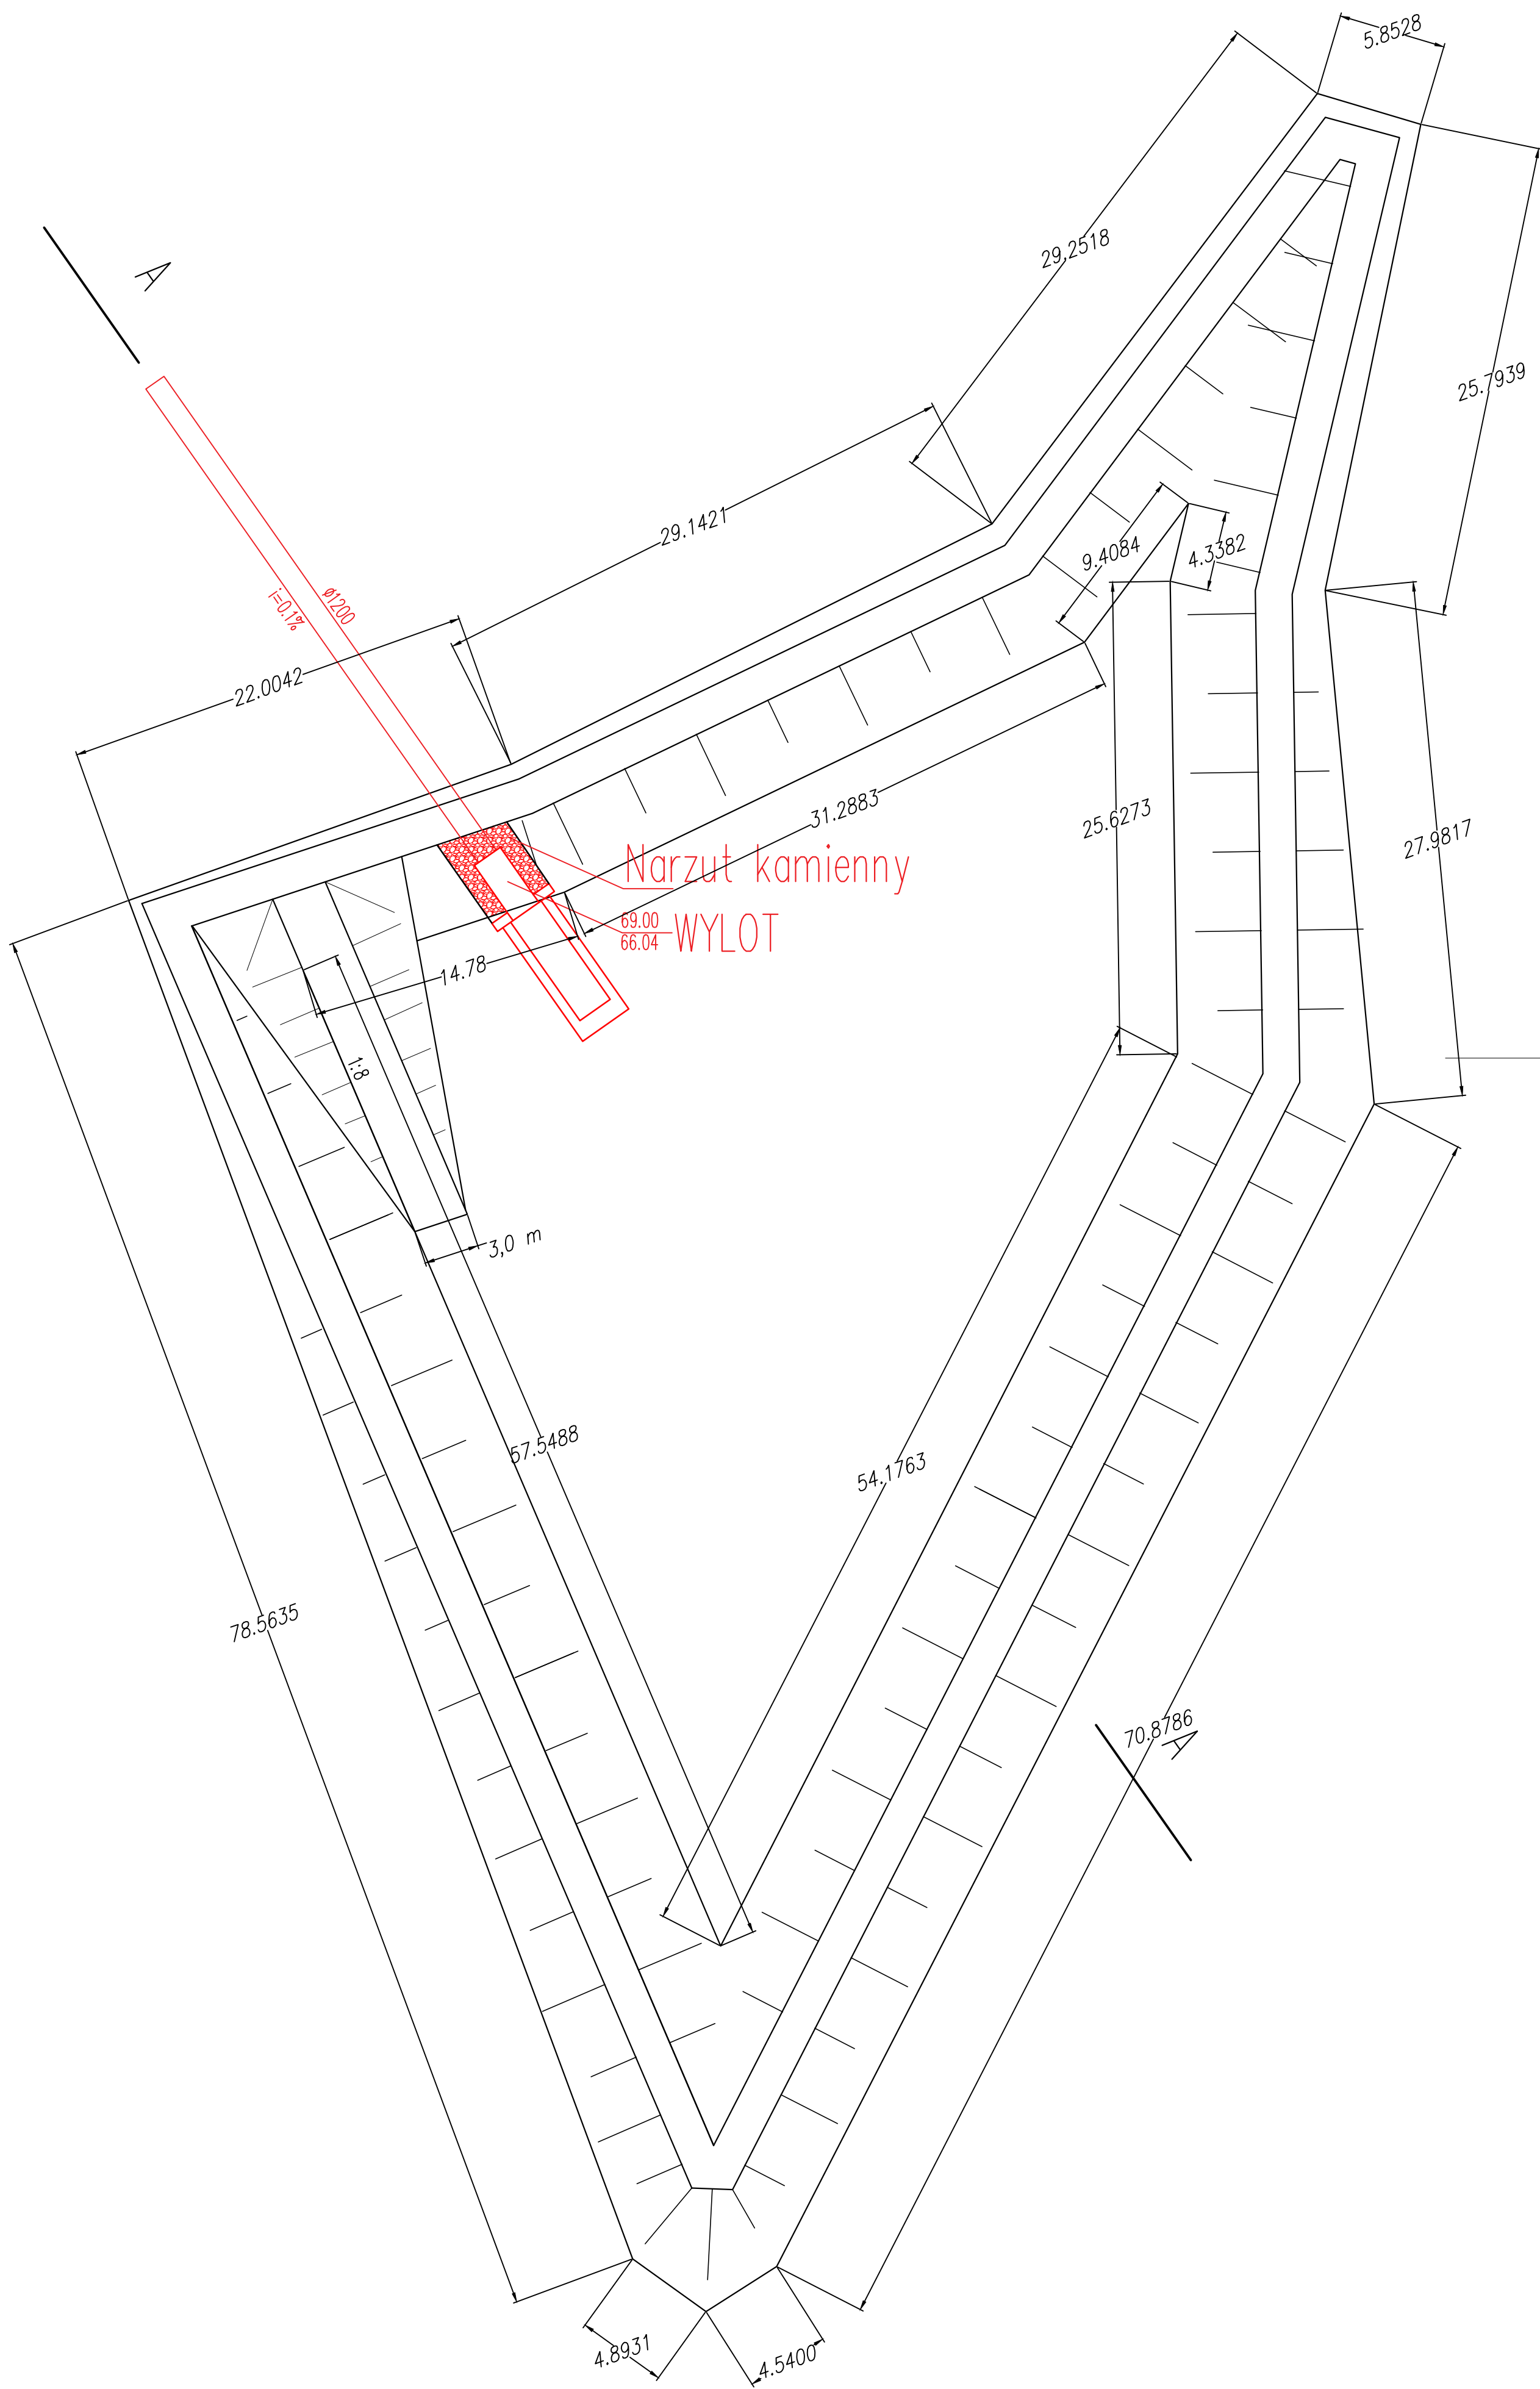 5.8528
29.2518
A
25.7939
29.1421
9.4084
4.3382
ø1200
i=0.1%
22.0042
31.2883
25.6273
27.9817
Narzut kamienny
69.00
66.04
WYLOT
14.78
1:8
3,0 m
57.5488
54.1763
78.5635
70.8786
A
4.8931
4.5400